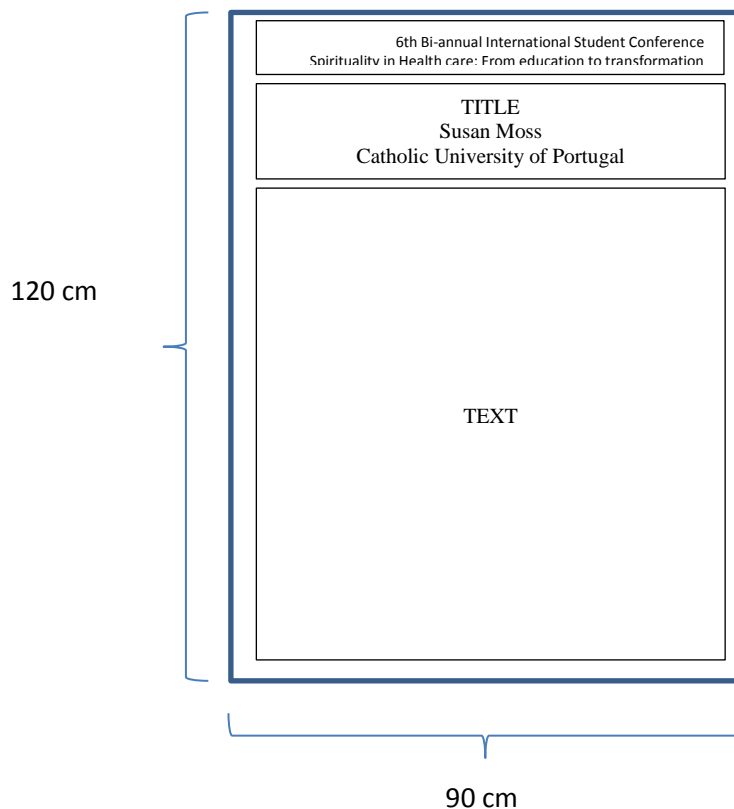 6th Bi-annual International Student Conference
Spirituality in Health care: From education to transformation
TITLE
Susan Moss
Catholic University of Portugal
120 cm
TEXT
90 cm